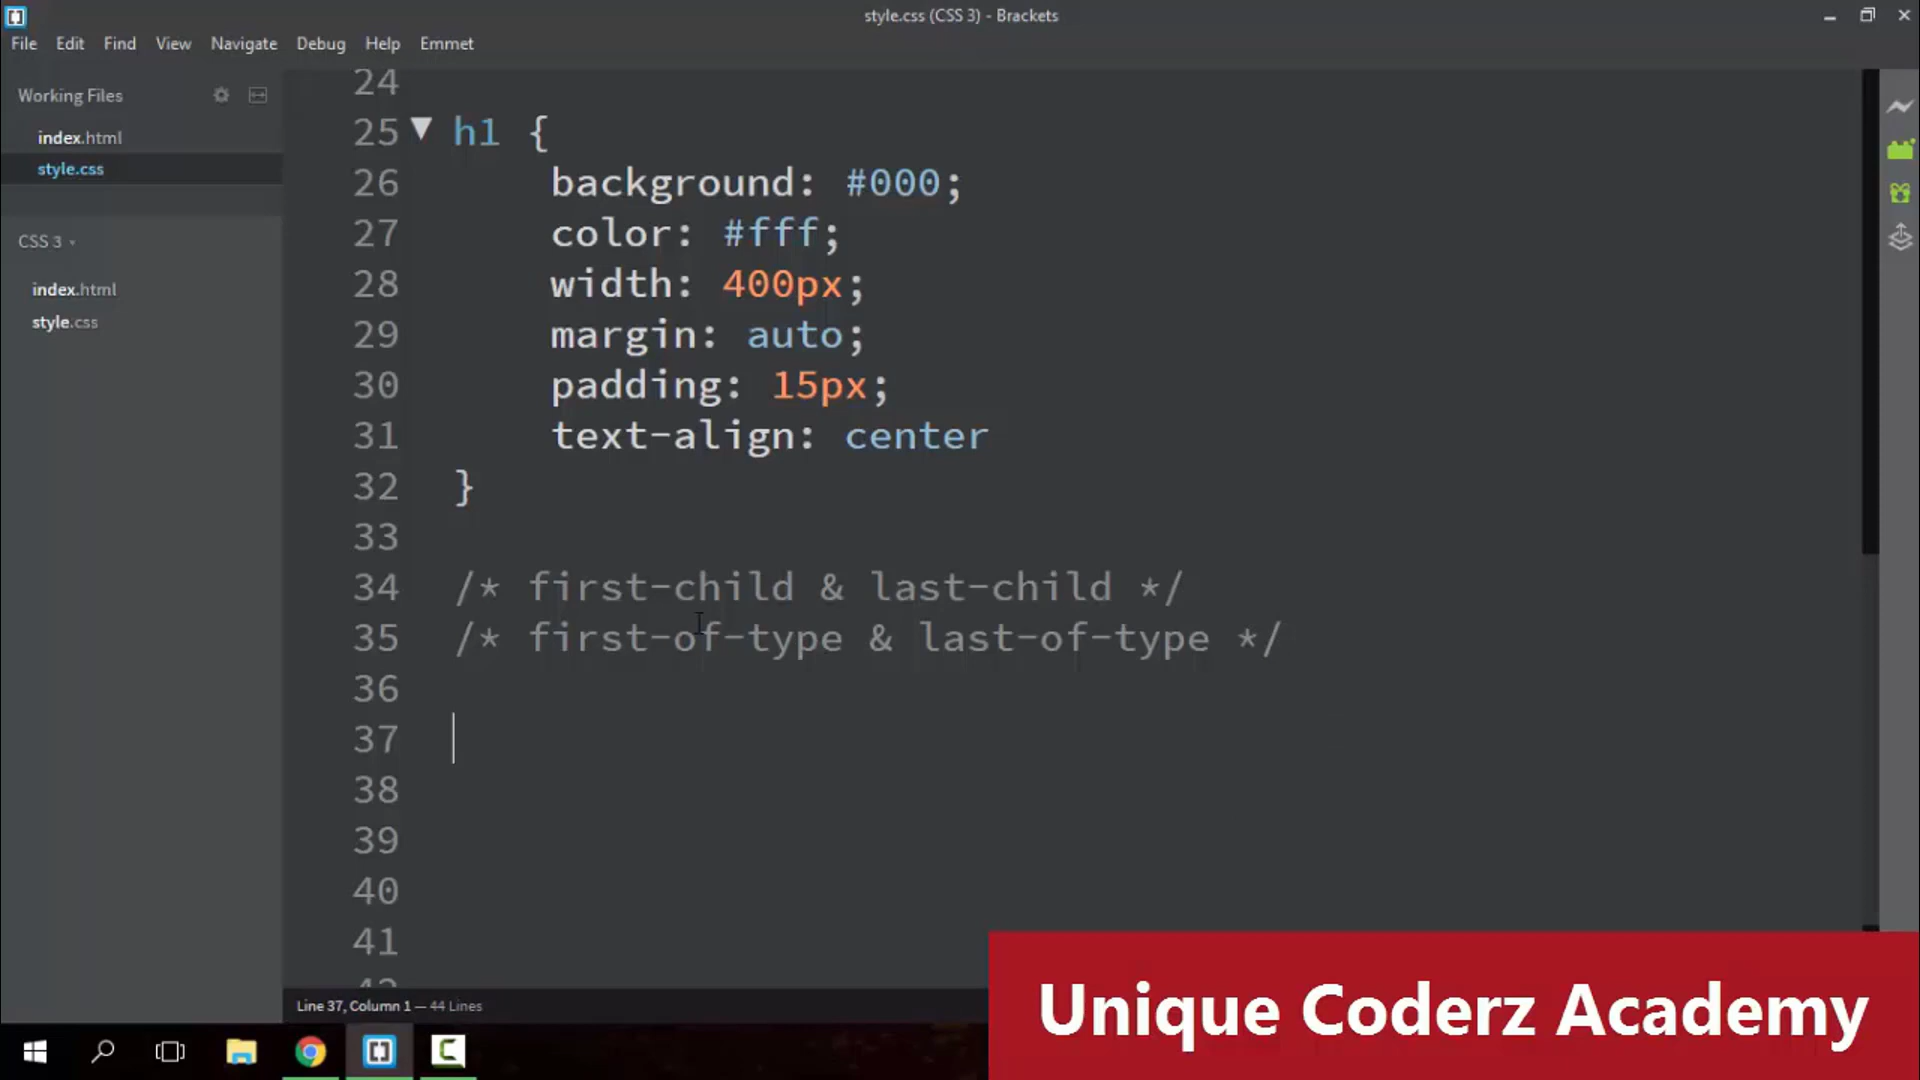 style.css (CSS 3) - Brackets
File Edit Find View Navigate Debug Help Emmet
Working Files
index.html
style.css
CSS 3
index.html
style.css
24
25 h1 {
26 background: #000;
27 color: #fff;
28 width: 400px;
29 margin: auto;
30 padding: 15px;
31 text-align: center
32 }
33
34 /* first-child & last-child */
35 /* first-of-type & last-of-type */
36
37
38
39
40
41
42
Line 37, Column 1 — 44 Lines
Unique Coderz Academy